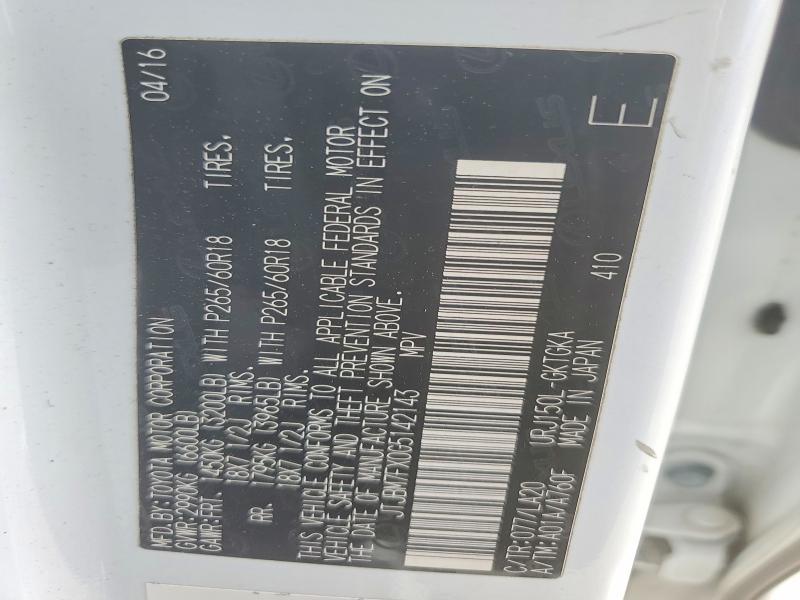 MFD.BY:TOYOTA MOTOR CORPORATION 04/16
GVWR:2990KG (6600LB)
GAWR:FRT. 1450KG (3200LB) WITH P265/60R18 TIRES.
18X7 1/2J RIMS.
RR. 1795KG (3965LB) WITH P265/60R18 TIRES.
18X7 1/2J RIMS.
THIS VEHICLE CONFORMS TO ALL APPLICABLE FEDERAL MOTOR
VEHICLE SAFETY AND THEFT PREVENTION STANDARDS IN EFFECT ON
THE DATE OF MANUFACTURE SHOWN ABOVE.
JTJBM7FX0G5142143 MPV
C/TR:077/LA20 URJ150L-GKTGKA
A/TM:A01A/A760F MADE IN JAPAN
410 E